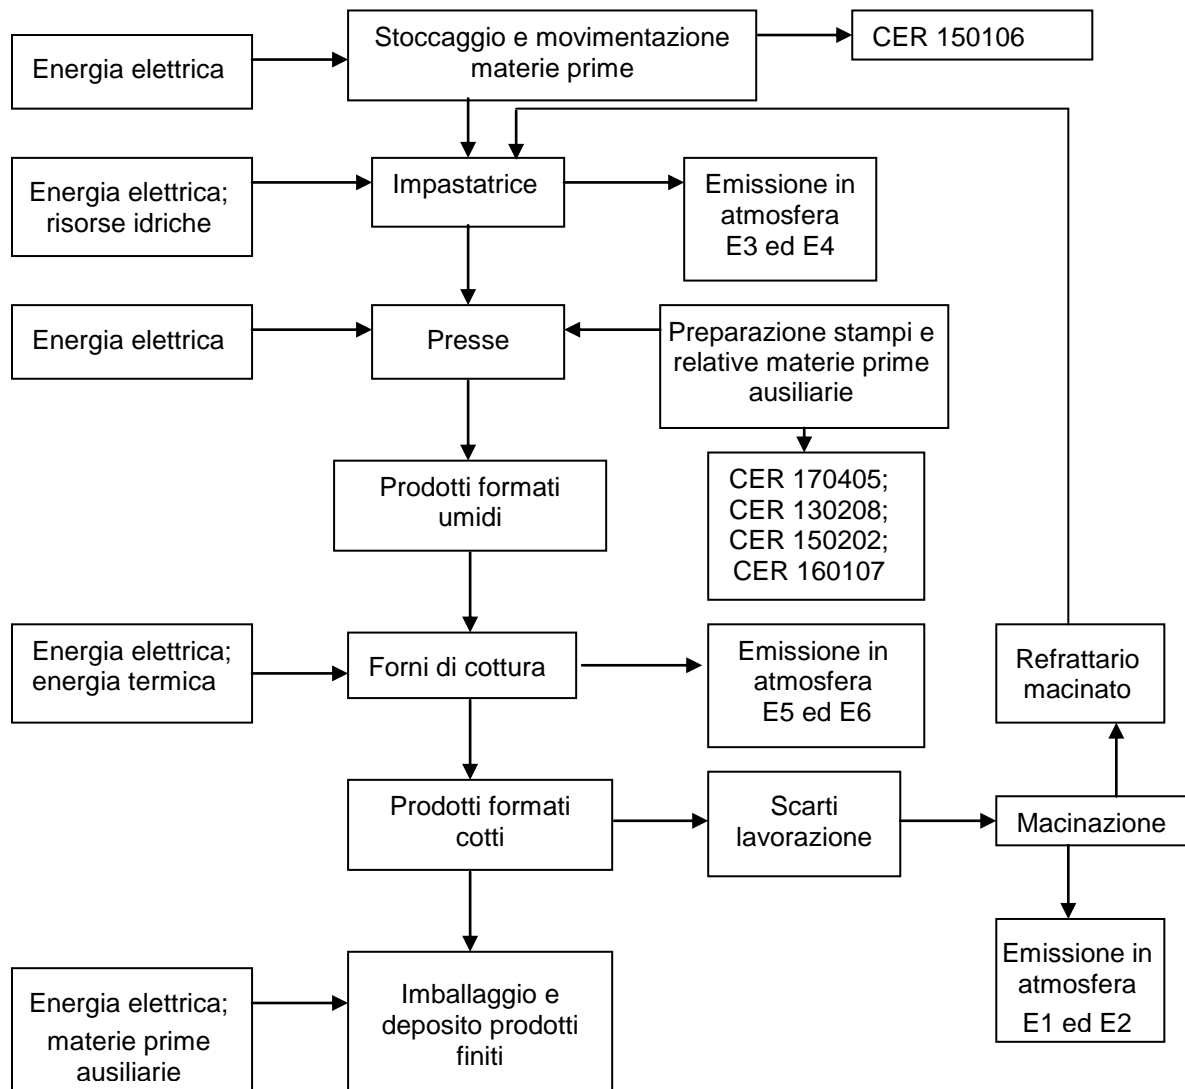 Energia elettrica
Stoccaggio e movimentazione
materie prime
CER 150106
Energia elettrica;
risorse idriche
Impastatrice
Emissione in
atmosfera
E3 ed E4
Energia elettrica
Presse
Preparazione stampi e
relative materie prime
ausiliarie
Prodotti formati
umidi
CER 170405;
CER 130208;
CER 150202;
CER 160107
Energia elettrica;
energia termica
Forni di cottura
Emissione in
atmosfera
E5 ed E6
Refrattario
macinato
Prodotti formati
cotti
Scarti
lavorazione
Macinazione
Emissione in
atmosfera
E1 ed E2
Energia elettrica;
materie prime
ausiliarie
Imballaggio e
deposito prodotti
finiti